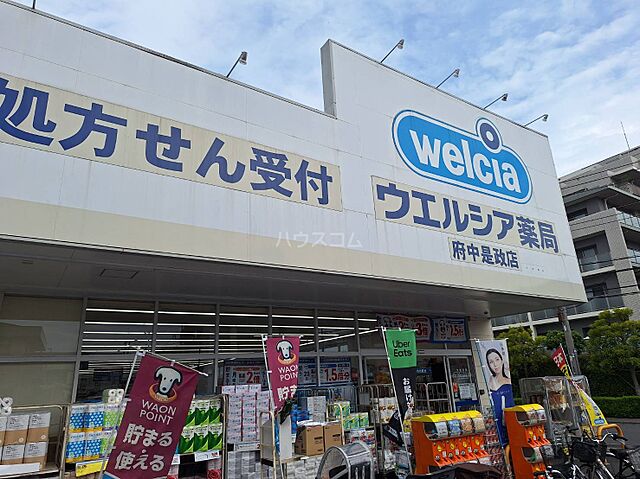 処方せん受付
welcia
ウエルシア薬局
府中是政店
ハウスコム
Uber
Eats
WAON
POINT
貯まる
使える
WAON
POINT